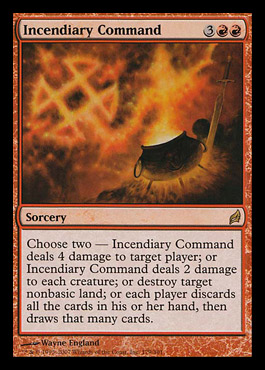 Incendiary Command 3
Sorcery
Choose two — Incendiary Command
deals 4 damage to target player; or
Incendiary Command deals 2 damage
to each creature; or destroy target
nonbasic land; or each player discards
all the cards in his or her hand, then
draws that many cards.
Wayne England